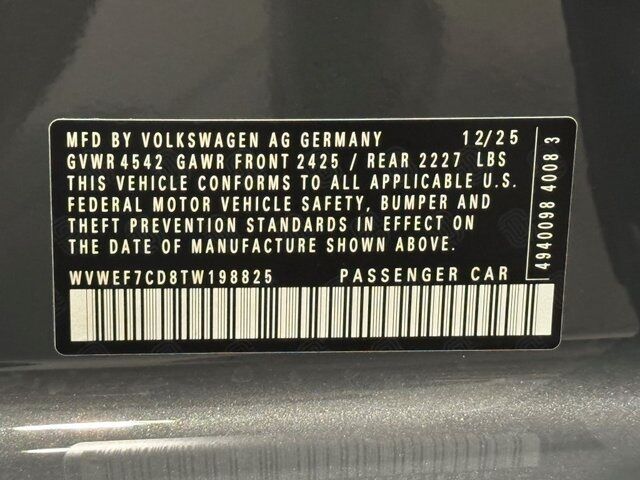 MFD BY VOLKSWAGEN AG GERMANY 12/25
GVWR 4542 GAWR FRONT 2425 / REAR 2227 LBS
THIS VEHICLE CONFORMS TO ALL APPLICABLE U.S.
FEDERAL MOTOR VEHICLE SAFETY, BUMPER AND
THEFT PREVENTION STANDARDS IN EFFECT ON
THE DATE OF MANUFACTURE SHOWN ABOVE.
WVWEF7CD8TW198825 PASSENGER CAR
4940098 4008 3